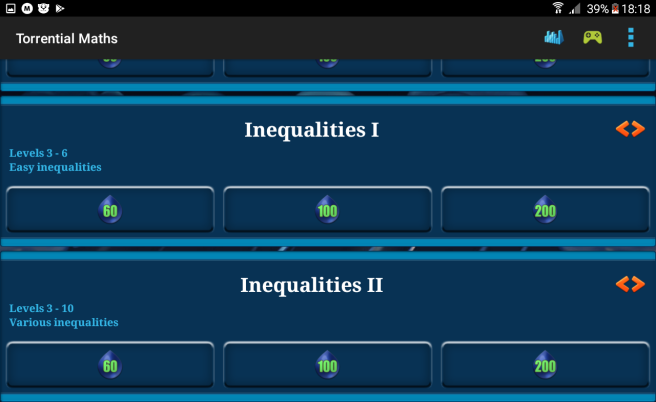 39% 18:18
Torrential Maths
Inequalities I
Levels 3 - 6
Easy inequalities
60 100 200
Inequalities II
Levels 3 - 10
Various inequalities
60 100 200